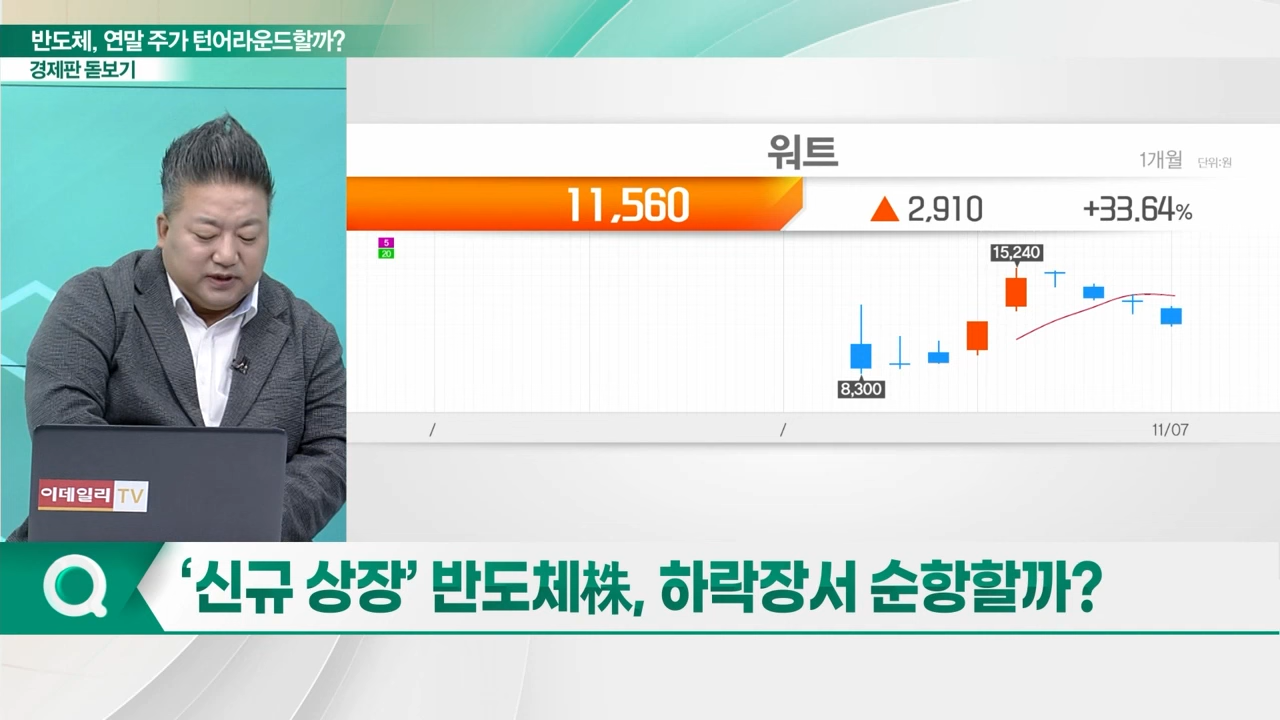 반도체, 연말 주가 턴어라운드할까?
경제판 돋보기
워트
1개월 단위:원
11,560 ▲ 2,910 +33.64%
5
20
15,240
8,300
/ / 11/07
이데일리 TV
‘신규 상장’ 반도체株, 하락장서 순항할까?